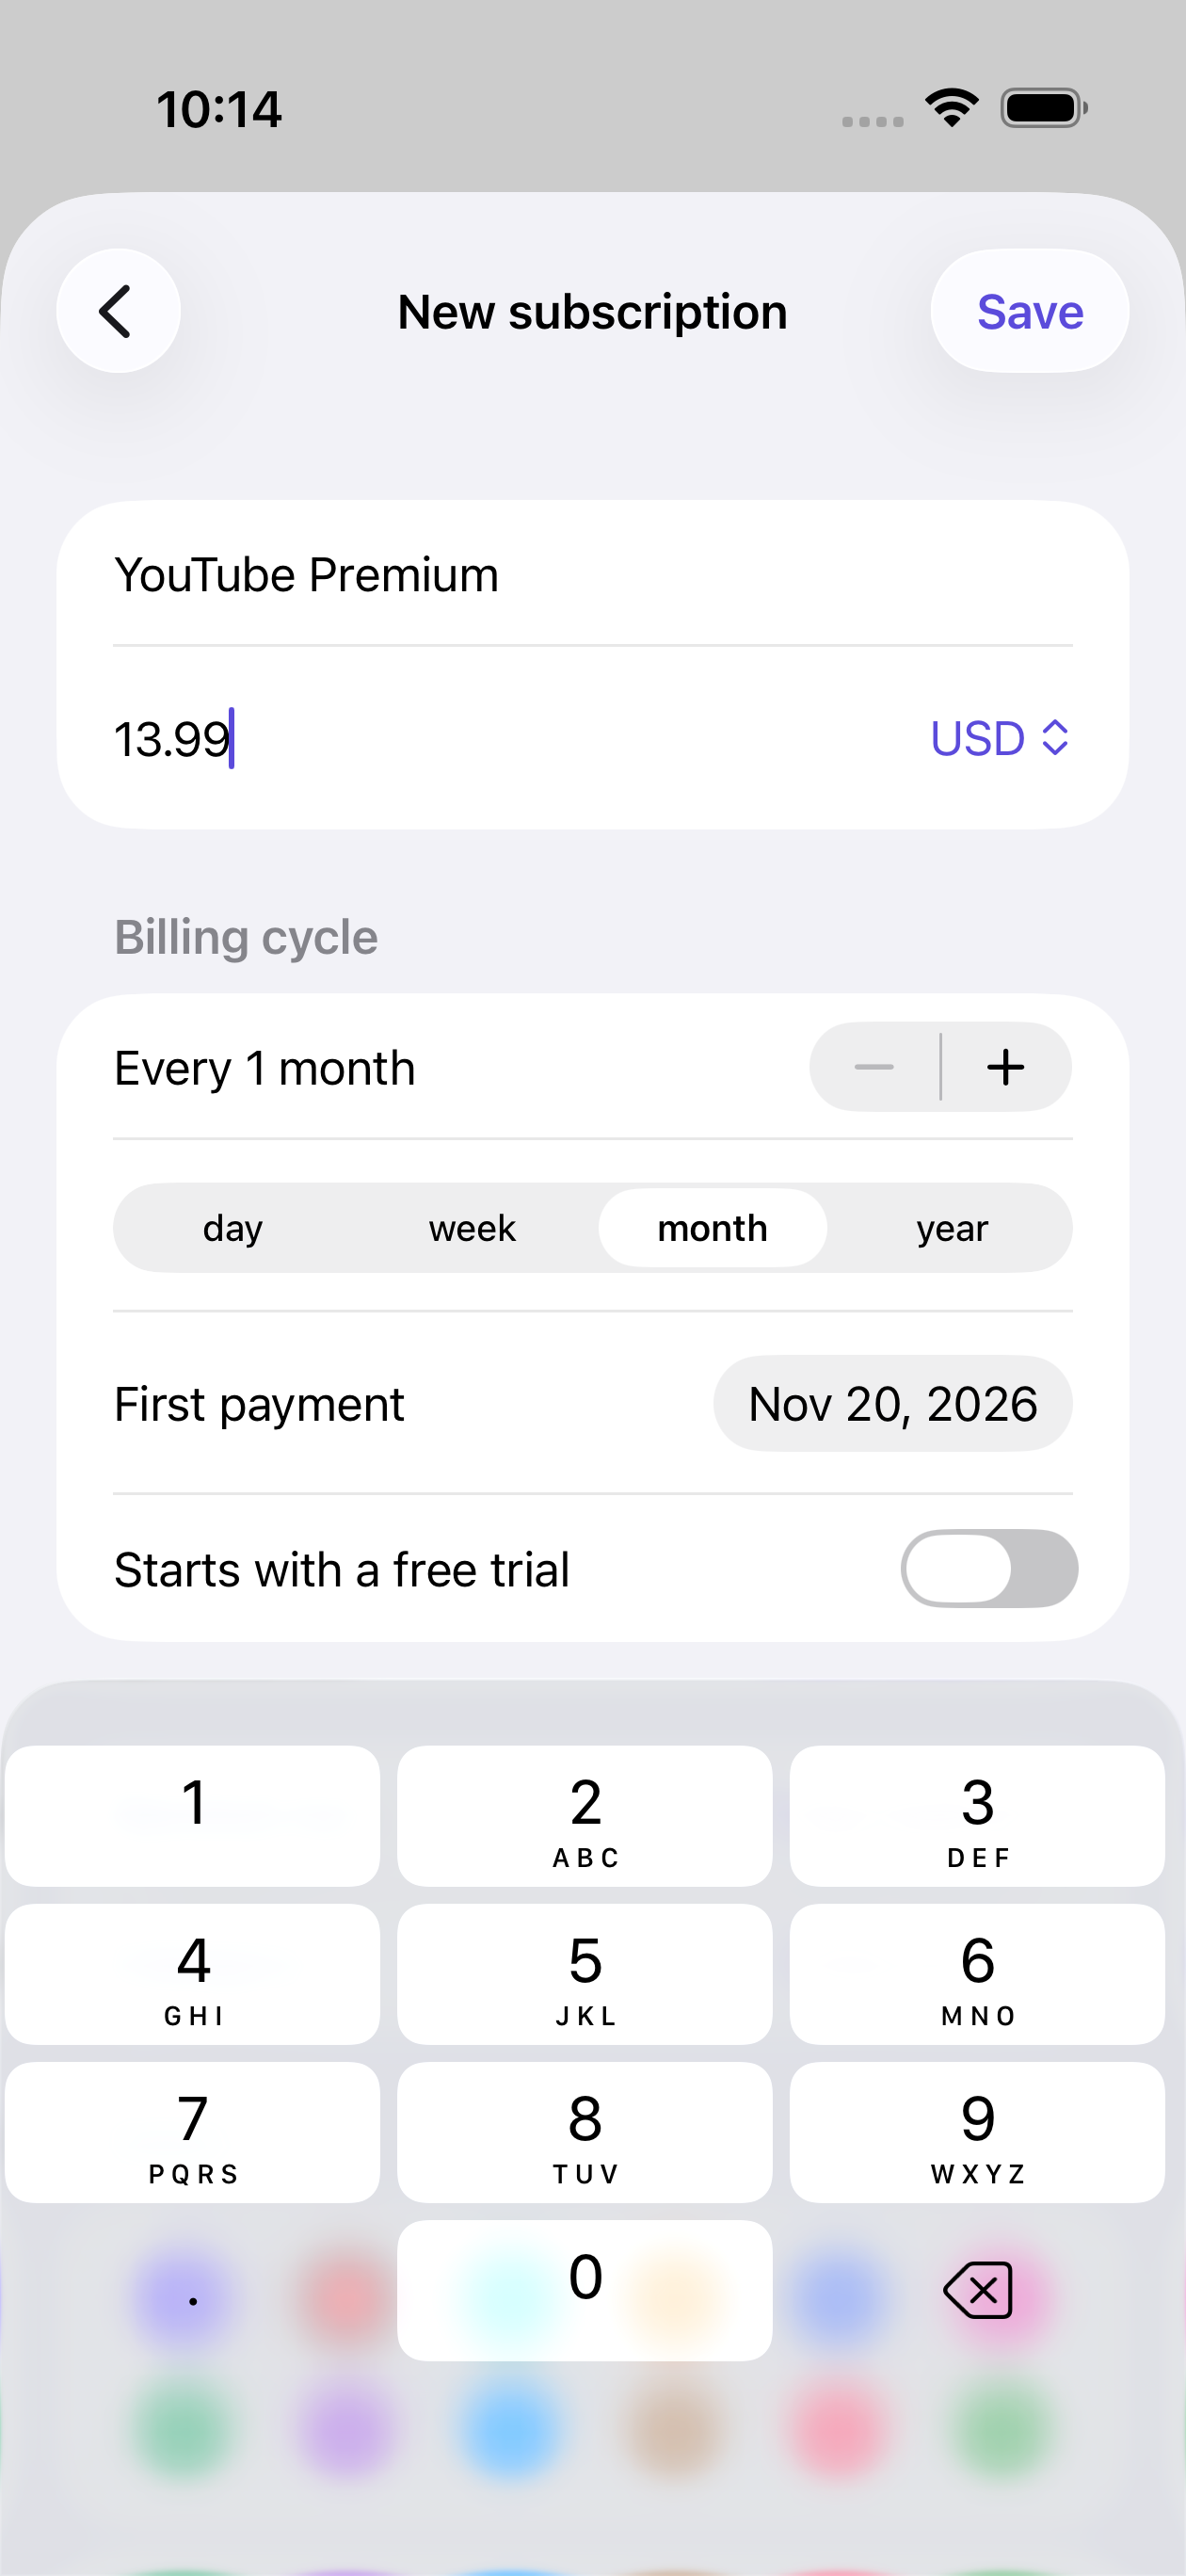 10:14
New subscription
Save
YouTube Premium
13.99
USD
Billing cycle
Every 1 month
day week month year
First payment
Nov 20, 2026
Starts with a free trial
1 2 3
ABC DEF
4 5 6
GHI JKL MNO
7 8 9
PQRS TUV WXYZ
. 0